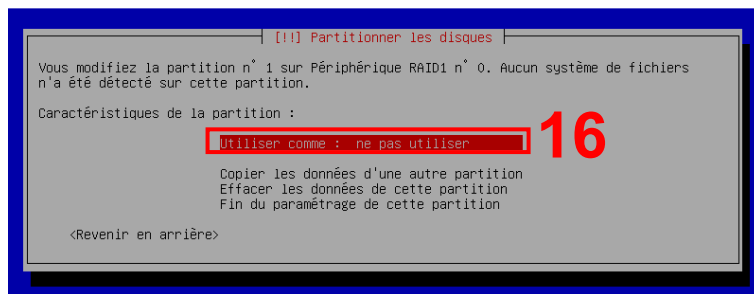 [!!] Partitionner les disques
Vous modifiez la partition n° 1 sur Périphérique RAID1 n° 0. Aucun système de fichiers
n'a été détecté sur cette partition.
Caractéristiques de la partition :
Utiliser comme : ne pas utiliser
16
Copier les données d'une autre partition
Effacer les données de cette partition
Fin du paramétrage de cette partition
<Revenir en arrière>